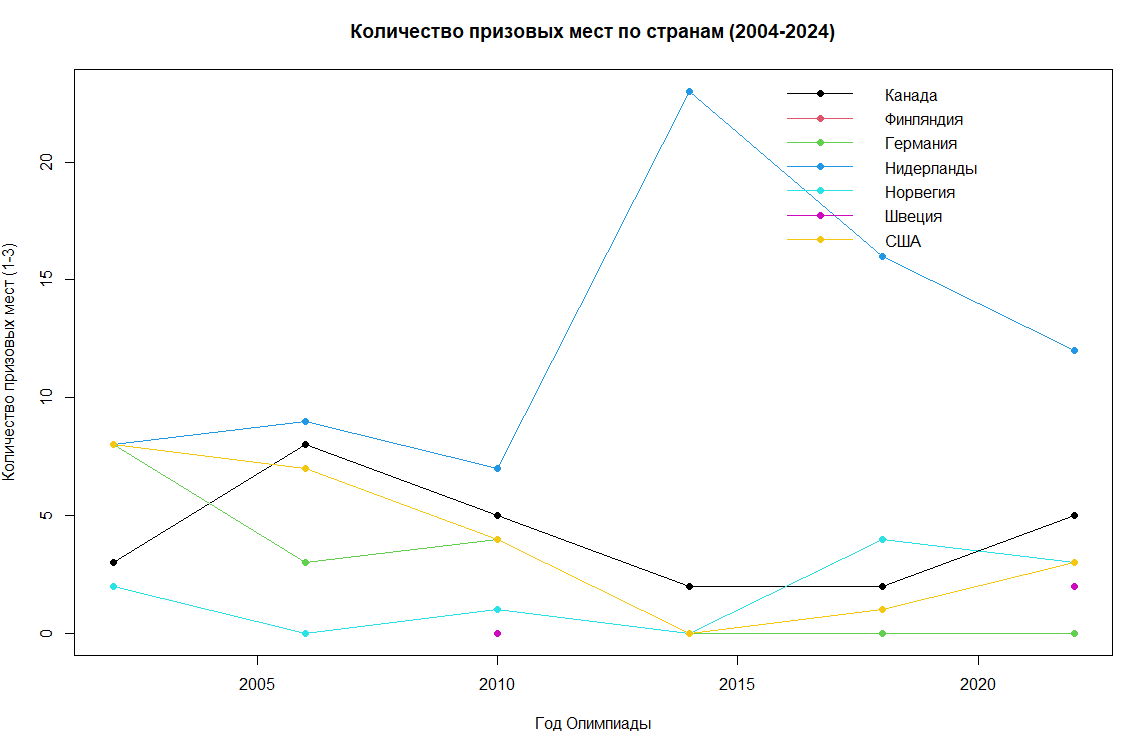 Количество призовых мест по странам (2004-2024)
Количество призовых мест (1-3)
20
15
10
5
0
Канада
Финляндия
Германия
Нидерланды
Норвегия
Швеция
США
2005
2010
2015
2020
Год Олимпиады